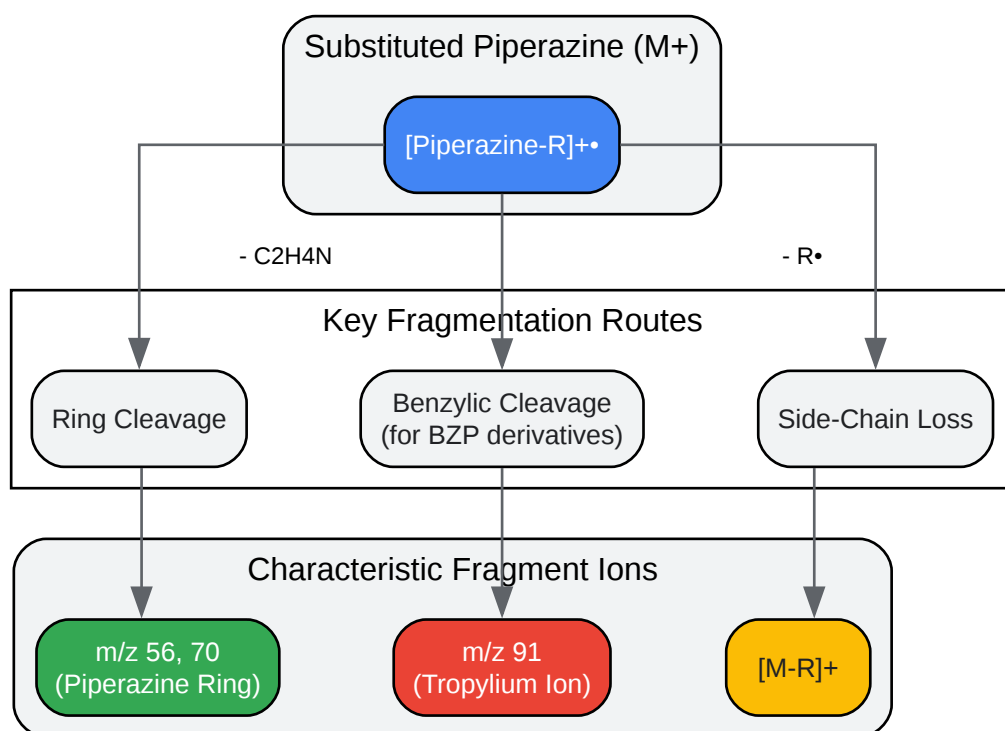 Substituted Piperazine (M+)
[Piperazine-R]+•
- C2H4N
- R•
Key Fragmentation Routes
Ring Cleavage
Benzylic Cleavage
(for BZP derivatives)
Side-Chain Loss
Characteristic Fragment Ions
m/z 56, 70
(Piperazine Ring)
m/z 91
(Tropylium Ion)
[M-R]+